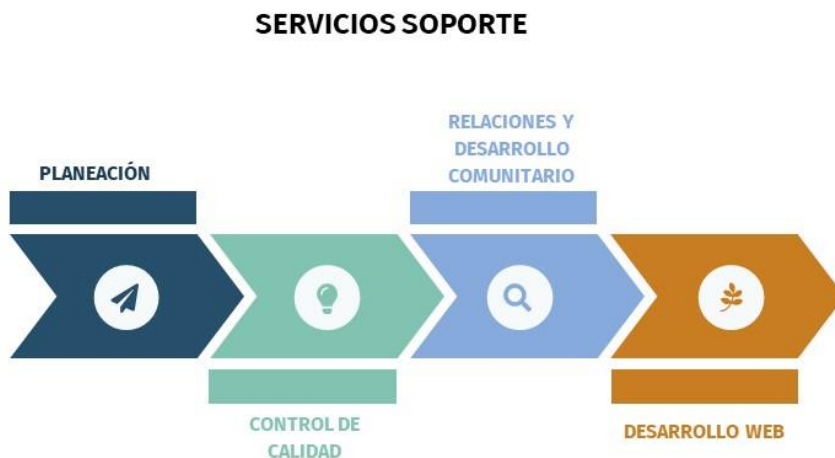 SERVICIOS SOPORTE
PLANEACIÓN
CONTROL DE
CALIDAD
RELACIONES Y
DESARROLLO
COMUNITARIO
DESARROLLO WEB